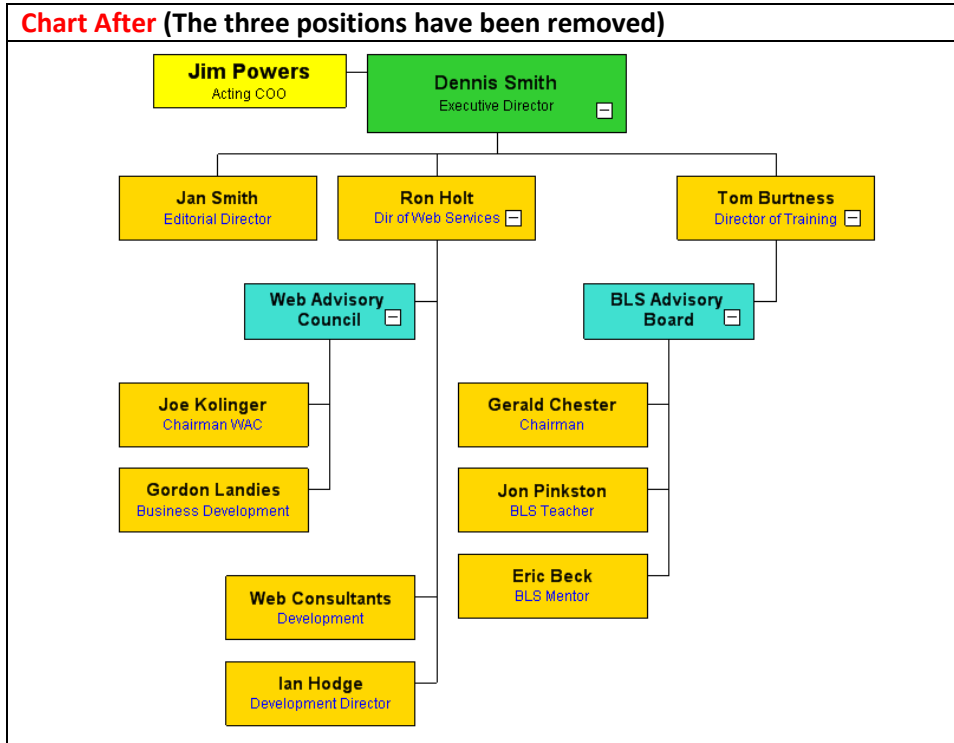 Chart After (The three positions have been removed)
Jim Powers
Acting COO
Dennis Smith
Executive Director
Jan Smith
Editorial Director
Ron Holt
Dir of Web Services
Tom Burtness
Director of Training
Web Advisory
Council
BLS Advisory
Board
Joe Kolinger
Chairman WAC
Gerald Chester
Chairman
Gordon Landies
Business Development
Jon Pinkston
BLS Teacher
Eric Beck
BLS Mentor
Web Consultants
Development
Ian Hodge
Development Director